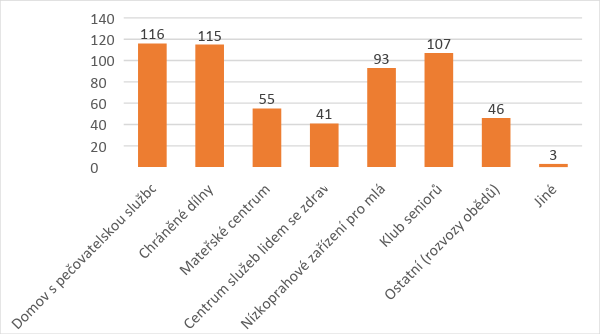 140
120
100
80
60
40
20
0
116
115
55
41
93
107
46
3
Domov s pečovatelskou službc
Chráněné dílny
Mateřské centrum
Centrum služeb lidem se zdrav
Nízkoprahové zařízení pro mlá
Klub seniorů
Ostatní (rozvozy obědů)
Jiné